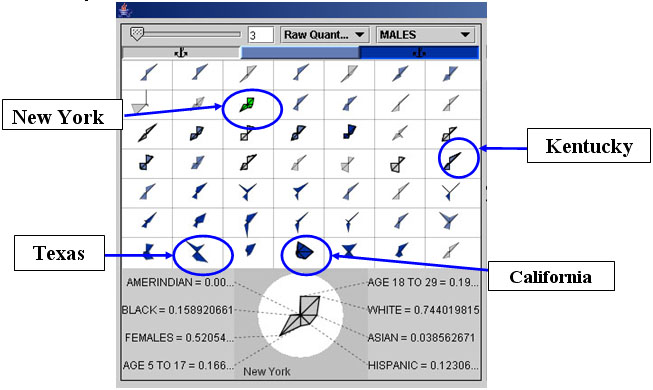 3 Raw Quant... MALES
New York
Kentucky
Texas
California
AMERINDIAN = 0.00... AGE 18 TO 29 = 0.19...
BLACK = 0.158920661 WHITE = 0.744019815
FEMALES = 0.52054... ASIAN = 0.038562671
AGE 5 TO 17 = 0.166... HISPANIC = 0.12306...
New York